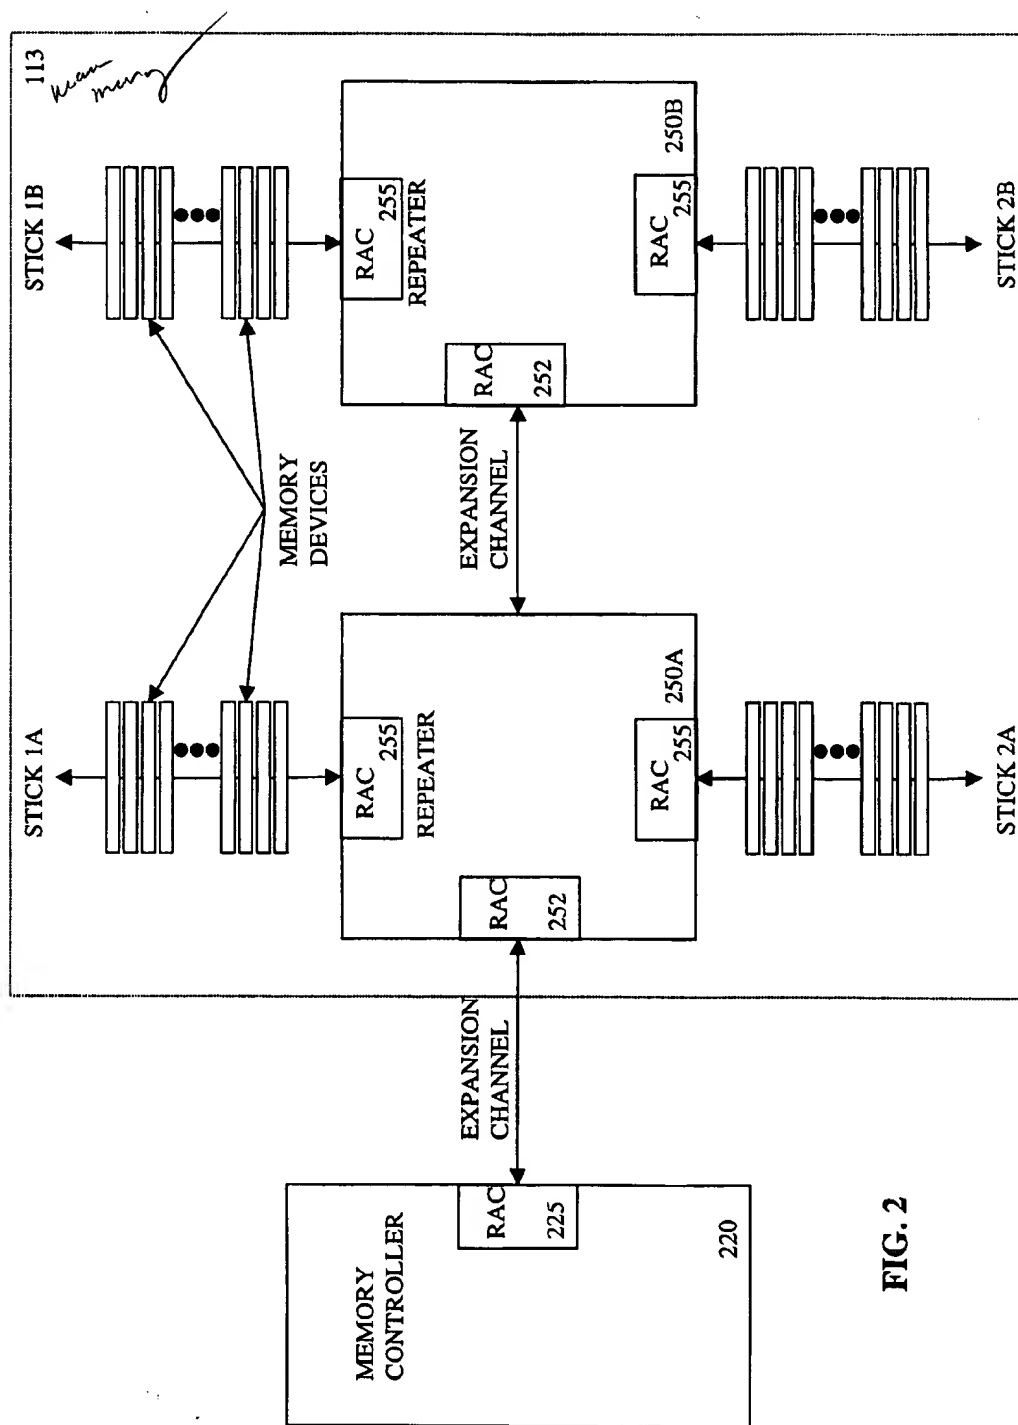 STICK 1A
STICK 1B
113
MEMORY
DEVICES
MEMORY
CONTROLLER
RAC
255
REPEATER
RAC
255
REPEATER
EXPANSION
CHANNEL
EXPANSION
CHANNEL
RAC
225
RAC
252
RAC
252
RAC
255
250A
RAC
255
250B
220
FIG. 2
STICK 2A
STICK 2B